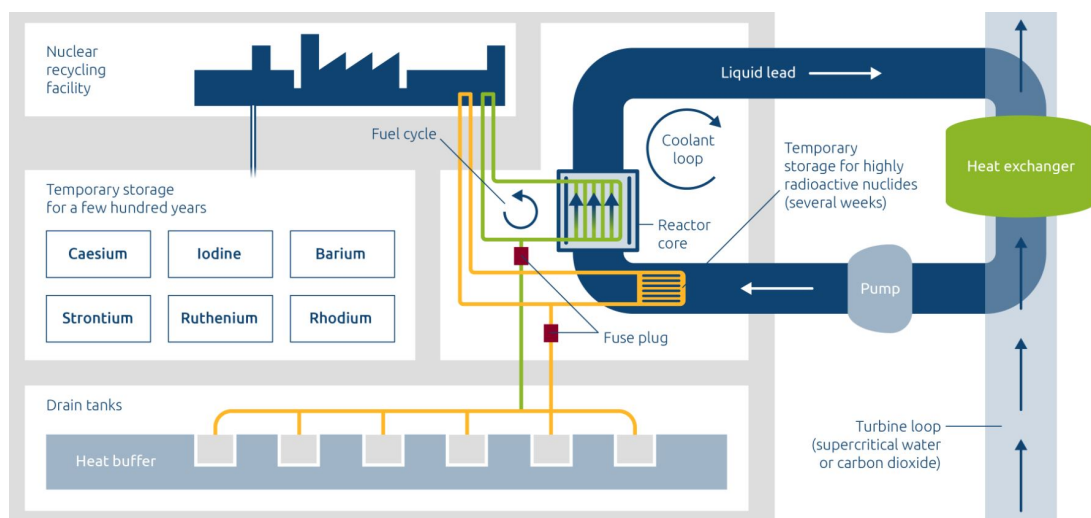 Nuclear
recycling
facility
Fuel cycle
Liquid lead
Coolant
loop
Temporary
storage for highly
radioactive nuclides
(several weeks)
Heat exchanger
Temporary storage
for a few hundred years
Caesium
Iodine
Barium
Strontium
Ruthenium
Rhodium
Reactor
core
Pump
Fuse plug
Drain tanks
Heat buffer
Turbine loop
(supercritical water
or carbon dioxide)